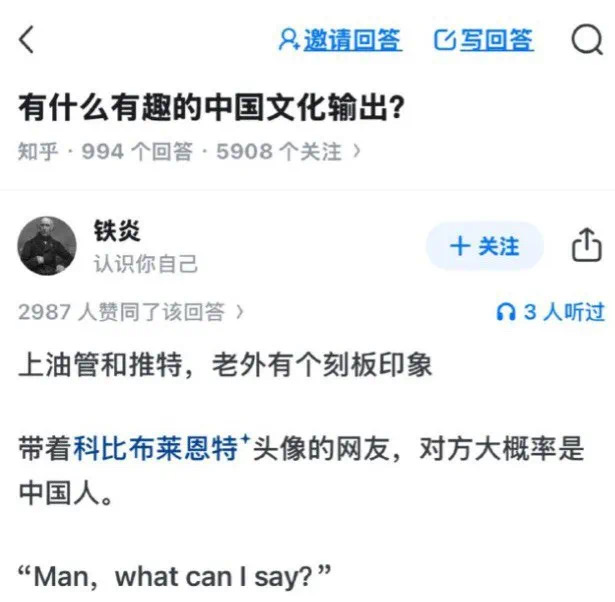 邀请回答 写回答
有什么有趣的中国文化输出?
知乎 · 994 个回答 · 5908 个关注 >
铁炎
认识你自己
+ 关注
2987 人赞同了该回答 >
3 人听过
上油管和推特，老外有个刻板印象
带着科比布莱恩特头像的网友，对方大概率是
中国人。
“Man，what can I say?”